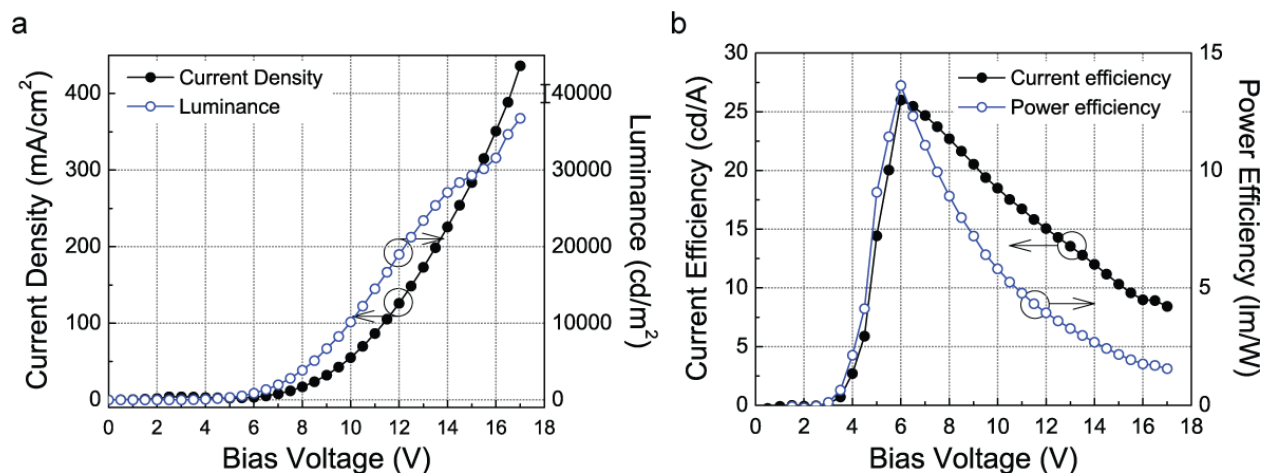 a
Current Density (mA/cm²)
400
300
200
100
0
Current Density
Luminance
40000
30000
20000
10000
0
Luminance (cd/m²)
0 2 4 6 8 10 12 14 16 18
Bias Voltage (V)
b
Current Efficiency (cd/A)
30
25
20
15
10
5
0
Current efficiency
Power efficiency
15
10
5
0
Power Efficiency (lm/W)
0 2 4 6 8 10 12 14 16 18
Bias Voltage (V)